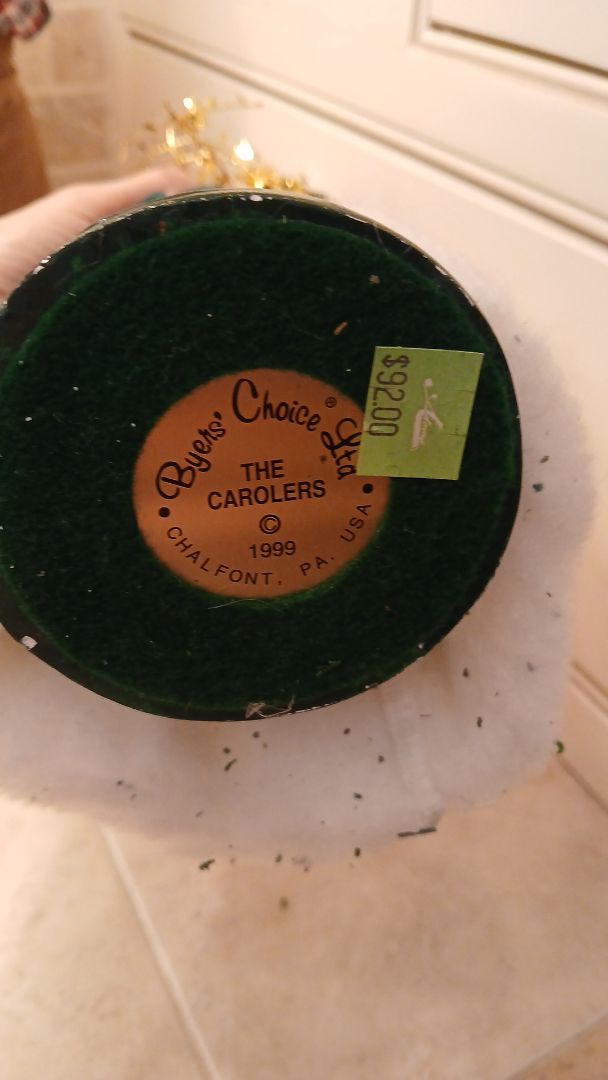 Byers' Choice® Ltd
THE
CAROLERS
©
1999
CHALFONT, PA. USA
$92.00